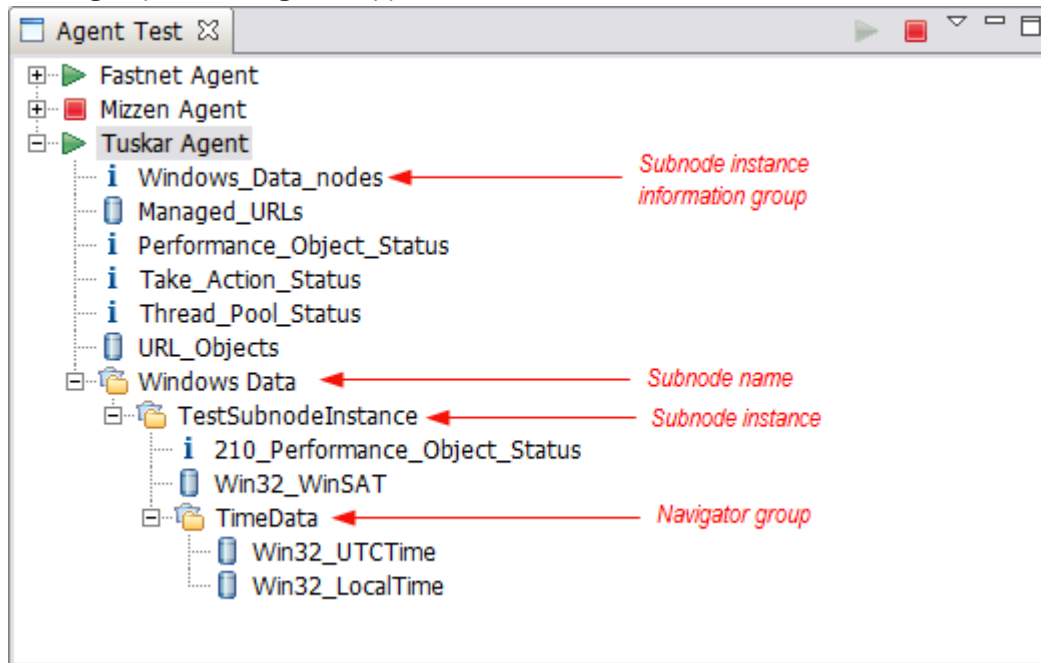 Agent Test
Fastnet Agent
Mizzen Agent
Tuskar Agent
Windows_Data_nodes
Subnode instance
information group
Managed_URLs
Performance_Object_Status
Take_Action_Status
Thread_Pool_Status
URL_Objects
Windows Data
Subnode name
TestSubnodeInstance
Subnode instance
210_Performance_Object_Status
Win32_WinSAT
TimeData
Navigator group
Win32_UTCTime
Win32_LocalTime